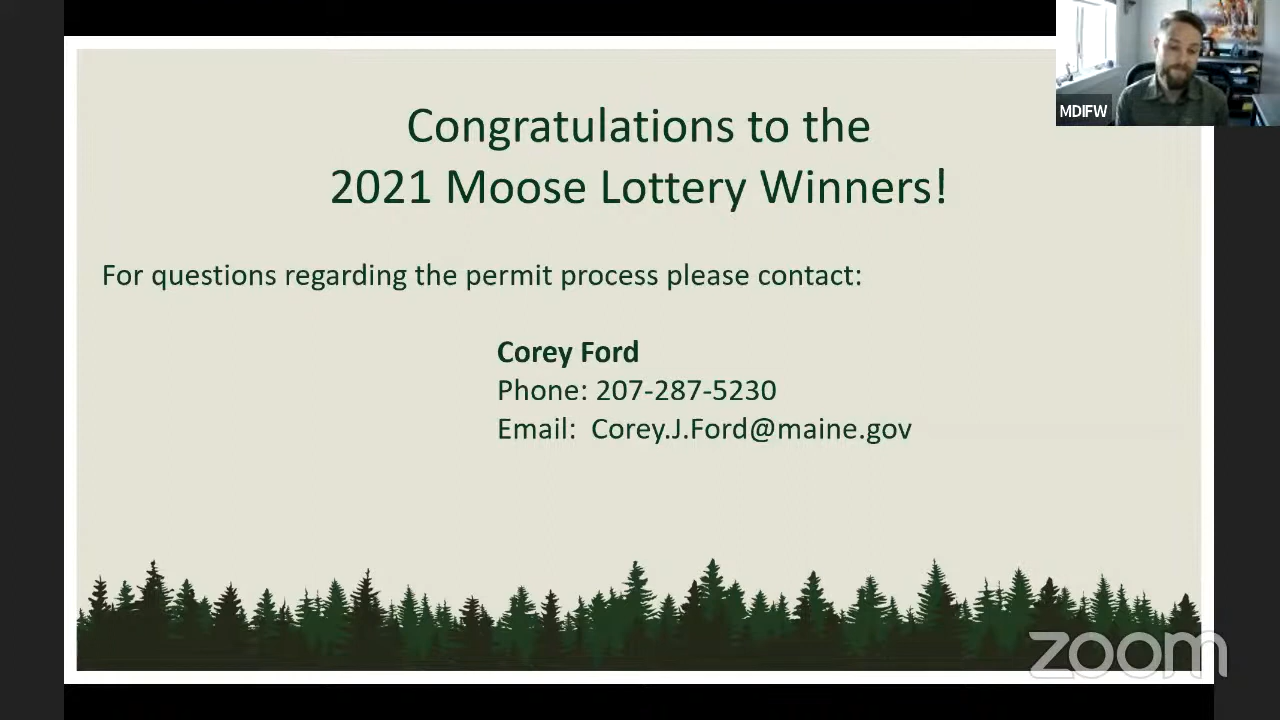 MDIFW
Congratulations to the
2021 Moose Lottery Winners!
For questions regarding the permit process please contact:
Corey Ford
Phone: 207-287-5230
Email: Corey.J.Ford@maine.gov
zoom